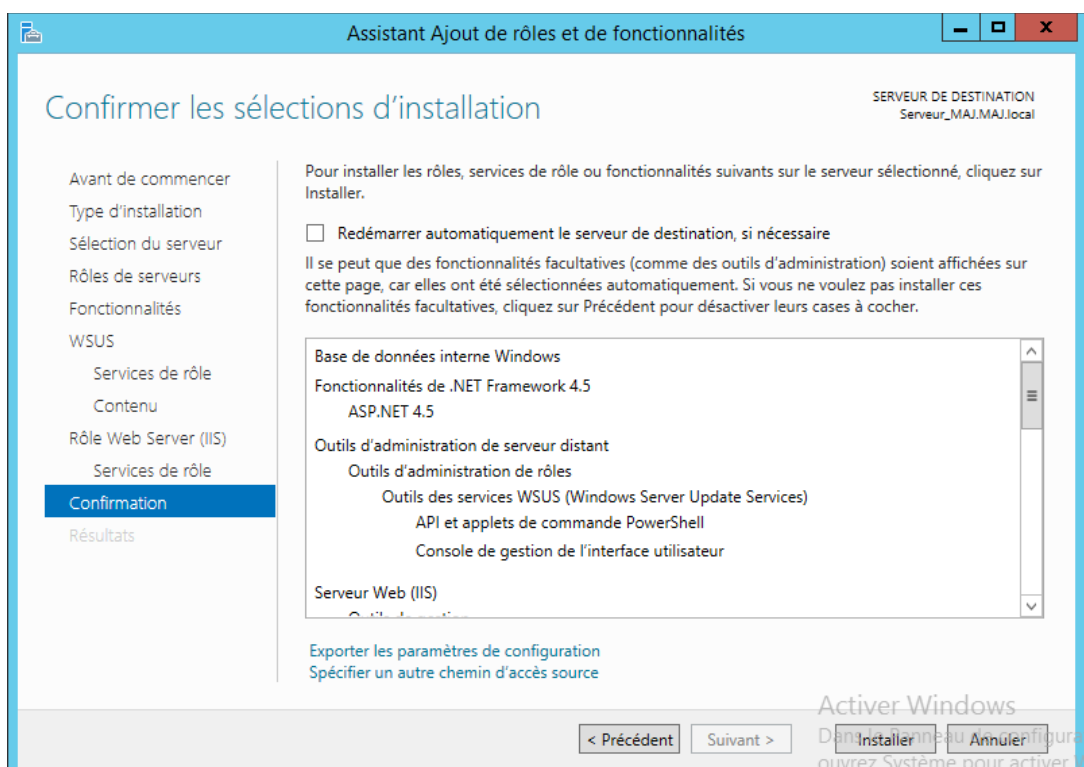 Assistant Ajout de rôles et de fonctionnalités
Confirmer les sélections d'installation
SERVEUR DE DESTINATION
Serveur_MAJ.MAJ.local
Avant de commencer
Type d'installation
Sélection du serveur
Rôles de serveurs
Fonctionnalités
WSUS
Services de rôle
Contenu
Rôle Web Server (IIS)
Services de rôle
Confirmation
Résultats
Pour installer les rôles, services de rôle ou fonctionnalités suivants sur le serveur sélectionné, cliquez sur
Installer.
Redémarrer automatiquement le serveur de destination, si nécessaire
Il se peut que des fonctionnalités facultatives (comme des outils d'administration) soient affichées sur
cette page, car elles ont été sélectionnées automatiquement. Si vous ne voulez pas installer ces
fonctionnalités facultatives, cliquez sur Précédent pour désactiver leurs cases à cocher.
Base de données interne Windows
Fonctionnalités de .NET Framework 4.5
ASP.NET 4.5
Outils d'administration de serveur distant
Outils d'administration de rôles
Outils des services WSUS (Windows Server Update Services)
API et applets de commande PowerShell
Console de gestion de l'interface utilisateur
Serveur Web (IIS)
Exporter les paramètres de configuration
Spécifier un autre chemin d'accès source
Activer Windows
< Précédent Suivant > Installer Annuler
ouvrez Système pour activer